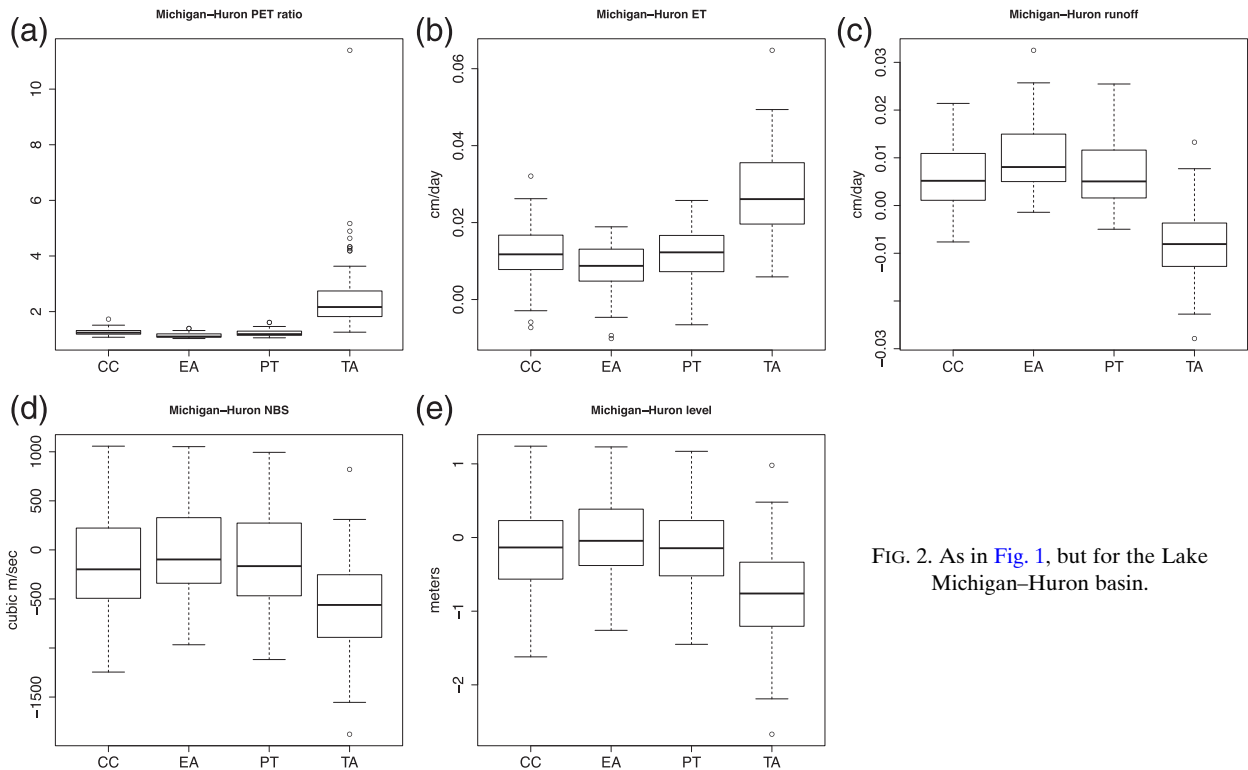 (a)
Michigan–Huron PET ratio
10
8
6
4
2
CC EA PT TA
(b)
Michigan–Huron ET
cm/day
0.06
0.04
0.02
0.00
CC EA PT TA
(c)
Michigan–Huron runoff
cm/day
0.03
0.01
0.00
−0.01
−0.03
CC EA PT TA
(d)
Michigan–Huron NBS
cubic m/sec
1000
500
0
−500
−1500
CC EA PT TA
(e)
Michigan–Huron level
meters
1
0
−1
−2
CC EA PT TA
FIG. 2. As in Fig. 1, but for the Lake
Michigan–Huron basin.